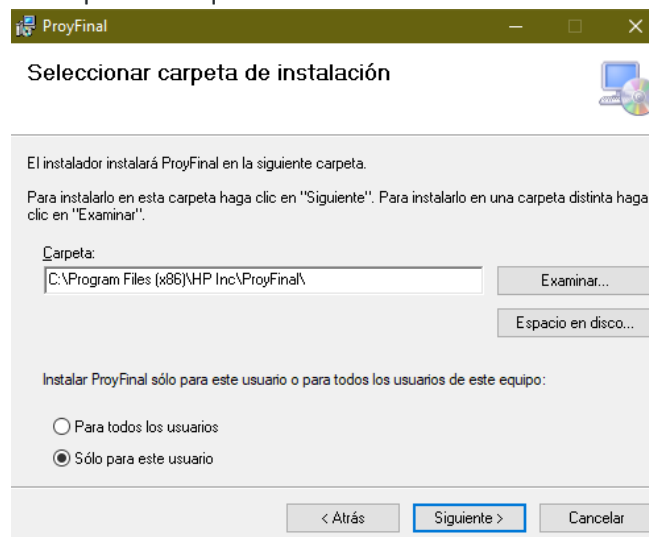 ProyFinal
Seleccionar carpeta de instalación
El instalador instalará ProyFinal en la siguiente carpeta.
Para instalarlo en esta carpeta haga clic en "Siguiente". Para instalarlo en una carpeta distinta haga
clic en "Examinar".
Carpeta:
C:\Program Files (x86)\HP Inc\ProyFinal\
Examinar...
Espacio en disco...
Instalar ProyFinal sólo para este usuario o para todos los usuarios de este equipo:
Para todos los usuarios
Sólo para este usuario
< Atrás
Siguiente >
Cancelar